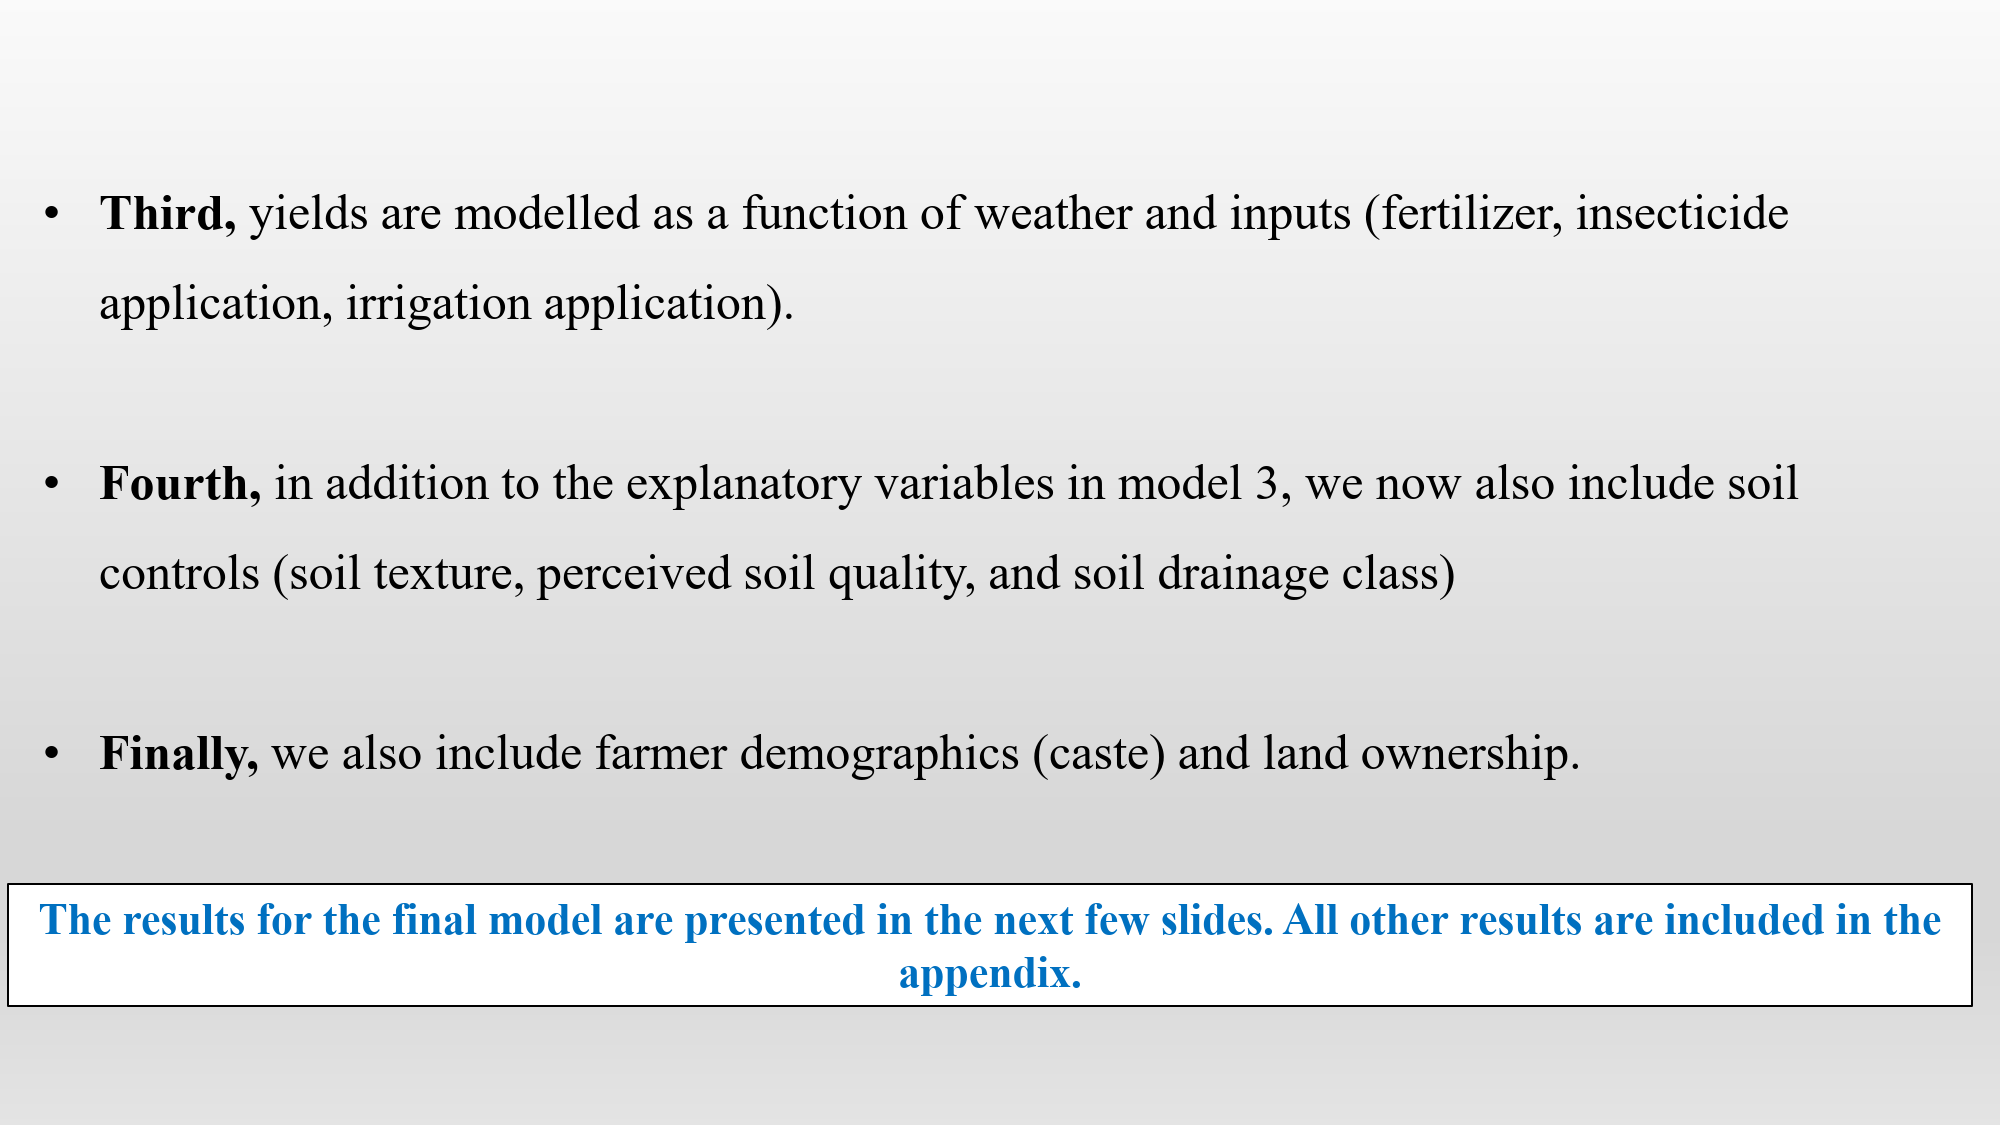 • Third, yields are modelled as a function of weather and inputs (fertilizer, insecticide
application, irrigation application).
• Fourth, in addition to the explanatory variables in model 3, we now also include soil
controls (soil texture, perceived soil quality, and soil drainage class)
• Finally, we also include farmer demographics (caste) and land ownership.
The results for the final model are presented in the next few slides. All other results are included in the
appendix.